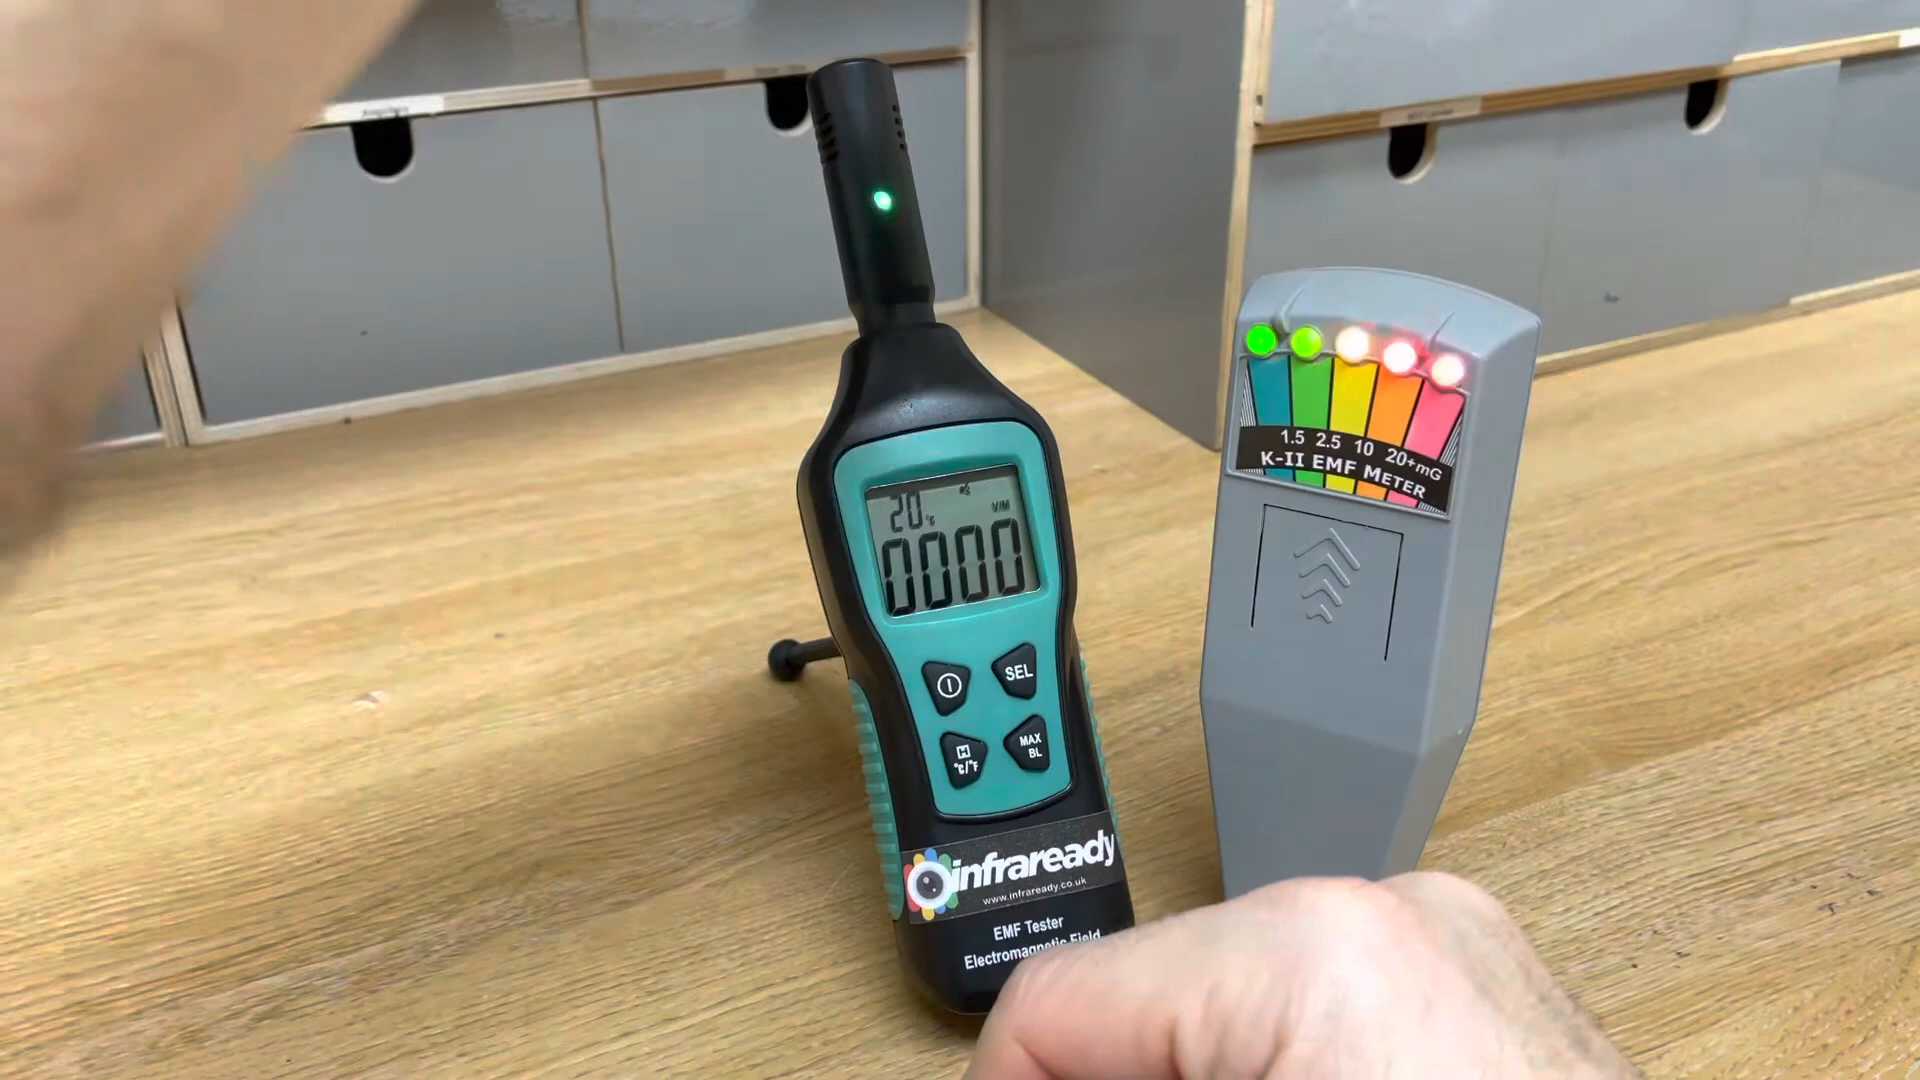 20 °C
V/M
0000
SEL
H
°C/°F
MAX
BL
infraready
www.infraready.co.uk
EMF Tester
Electromagnetic Field
1.5 2.5 10 20+mG
K-II EMF METER